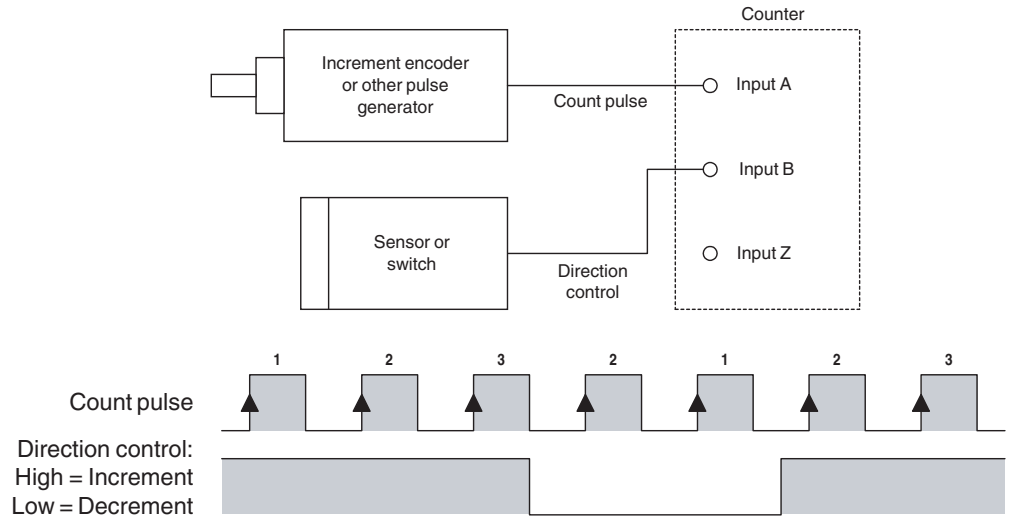 Counter
Increment encoder
or other pulse
generator
Count pulse
Input A
Input B
Sensor or
switch
Direction
control
Input Z
1 2 3 2 1 2 3
Count pulse
Direction control:
High = Increment
Low = Decrement